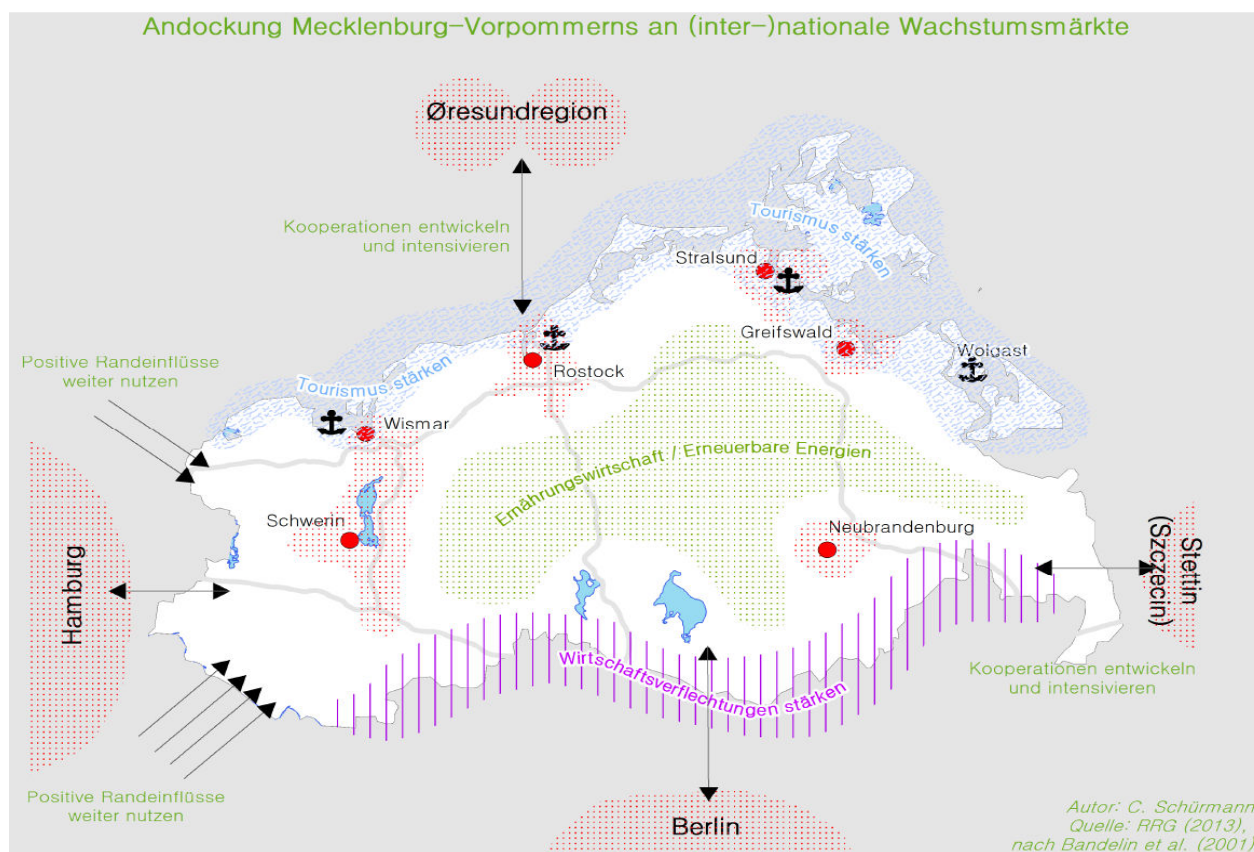 Andockung Mecklenburg-Vorpommerns an (inter-)nationale Wachstumsmärkte
Øresundregion
Kooperationen entwickeln
und intensivieren
Tourismus stärken
Stralsund
Greifswald
Wolgast
Positive Randeinflüsse
weiter nutzen
Tourismus stärken
Rostock
Wismar
Ernährungswirtschaft / Erneuerbare Energien
Schwerin
Neubrandenburg
Hamburg
Stettin
(Szczecin)
Wirtschaftsverflechtungen stärken
Kooperationen entwickeln
und intensivieren
Positive Randeinflüsse
weiter nutzen
Berlin
Autor: C. Schürmann
Quelle: RRG (2013),
nach Bandelin et al. (2001)